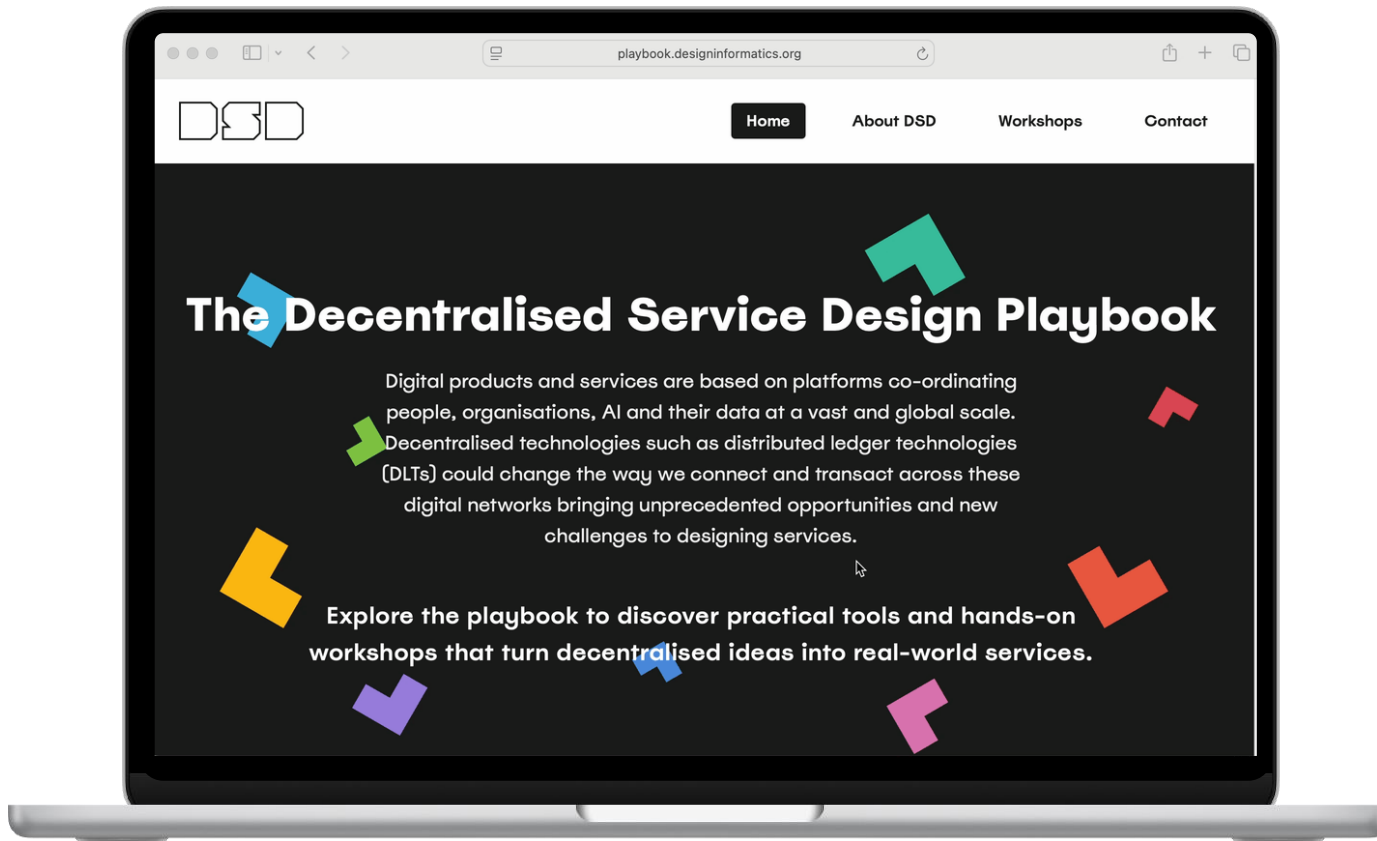 playbook.designinformatics.org
DSD
Home
About DSD
Workshops
Contact
The Decentralised Service Design Playbook
Digital products and services are based on platforms co-ordinating
people, organisations, AI and their data at a vast and global scale.
Decentralised technologies such as distributed ledger technologies
(DLTs) could change the way we connect and transact across these
digital networks bringing unprecedented opportunities and new
challenges to designing services.
Explore the playbook to discover practical tools and hands-on
workshops that turn decentralised ideas into real-world services.